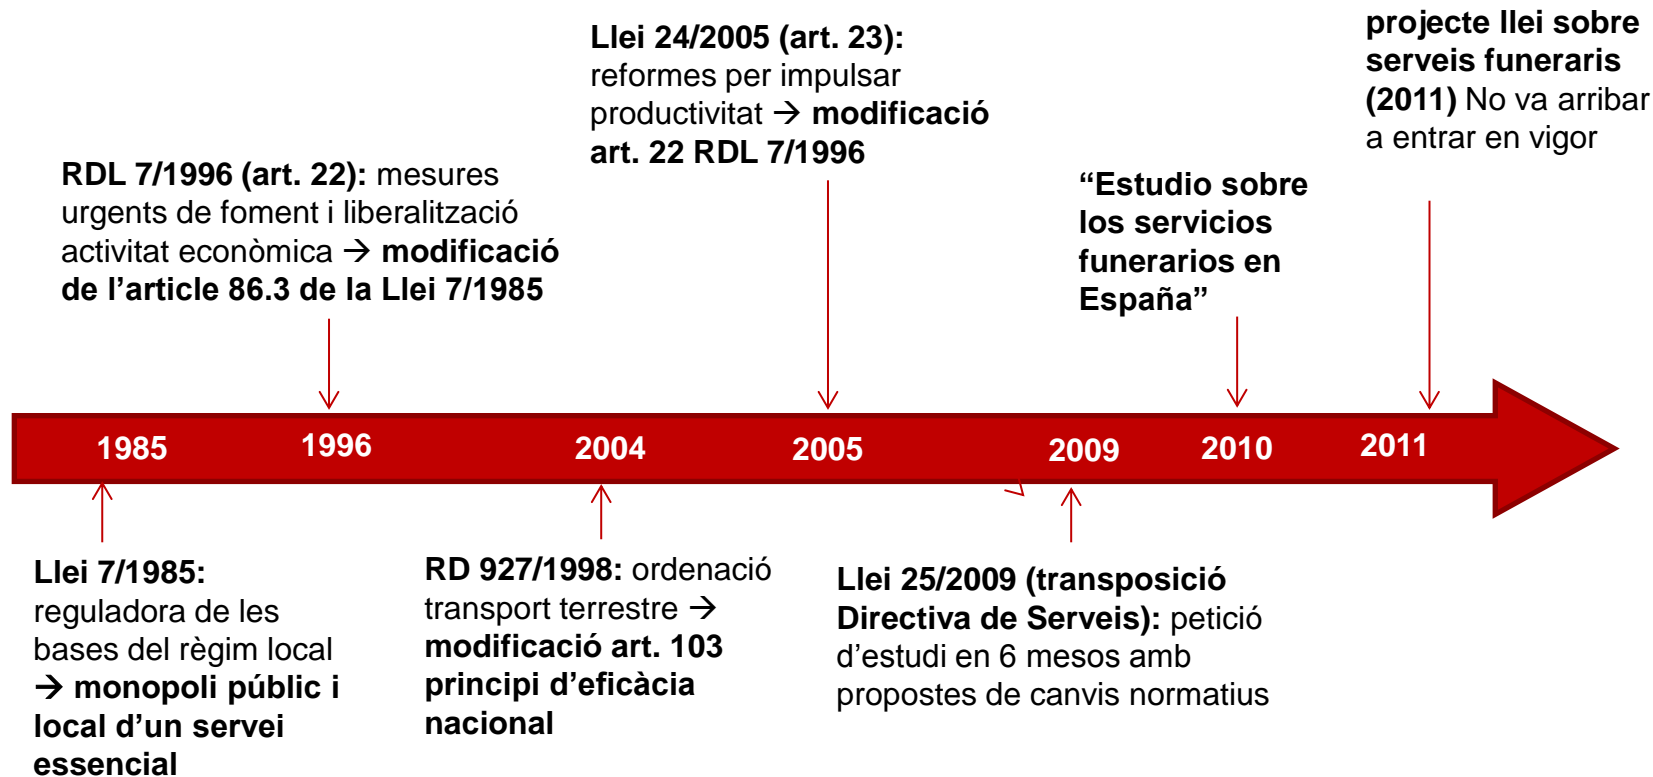 RDL 7/1996 (art. 22): mesures
urgents de foment i liberalització
activitat econòmica → modificació
de l’article 86.3 de la Llei 7/1985
Llei 24/2005 (art. 23):
reformes per impulsar
productivitat → modificació
art. 22 RDL 7/1996
“Estudio sobre
los servicios
funerarios en
España”
projecte llei sobre
serveis funeraris
(2011) No va arribar
a entrar en vigor
1985
1996
2004
2005
2009
2010
2011
Llei 7/1985:
reguladora de les
bases del règim local
→ monopoli públic i
local d’un servei
essencial
RD 927/1998: ordenació
transport terrestre →
modificació art. 103
principi d’eficàcia
nacional
Llei 25/2009 (transposició
Directiva de Serveis): petició
d’estudi en 6 mesos amb
propostes de canvis normatius